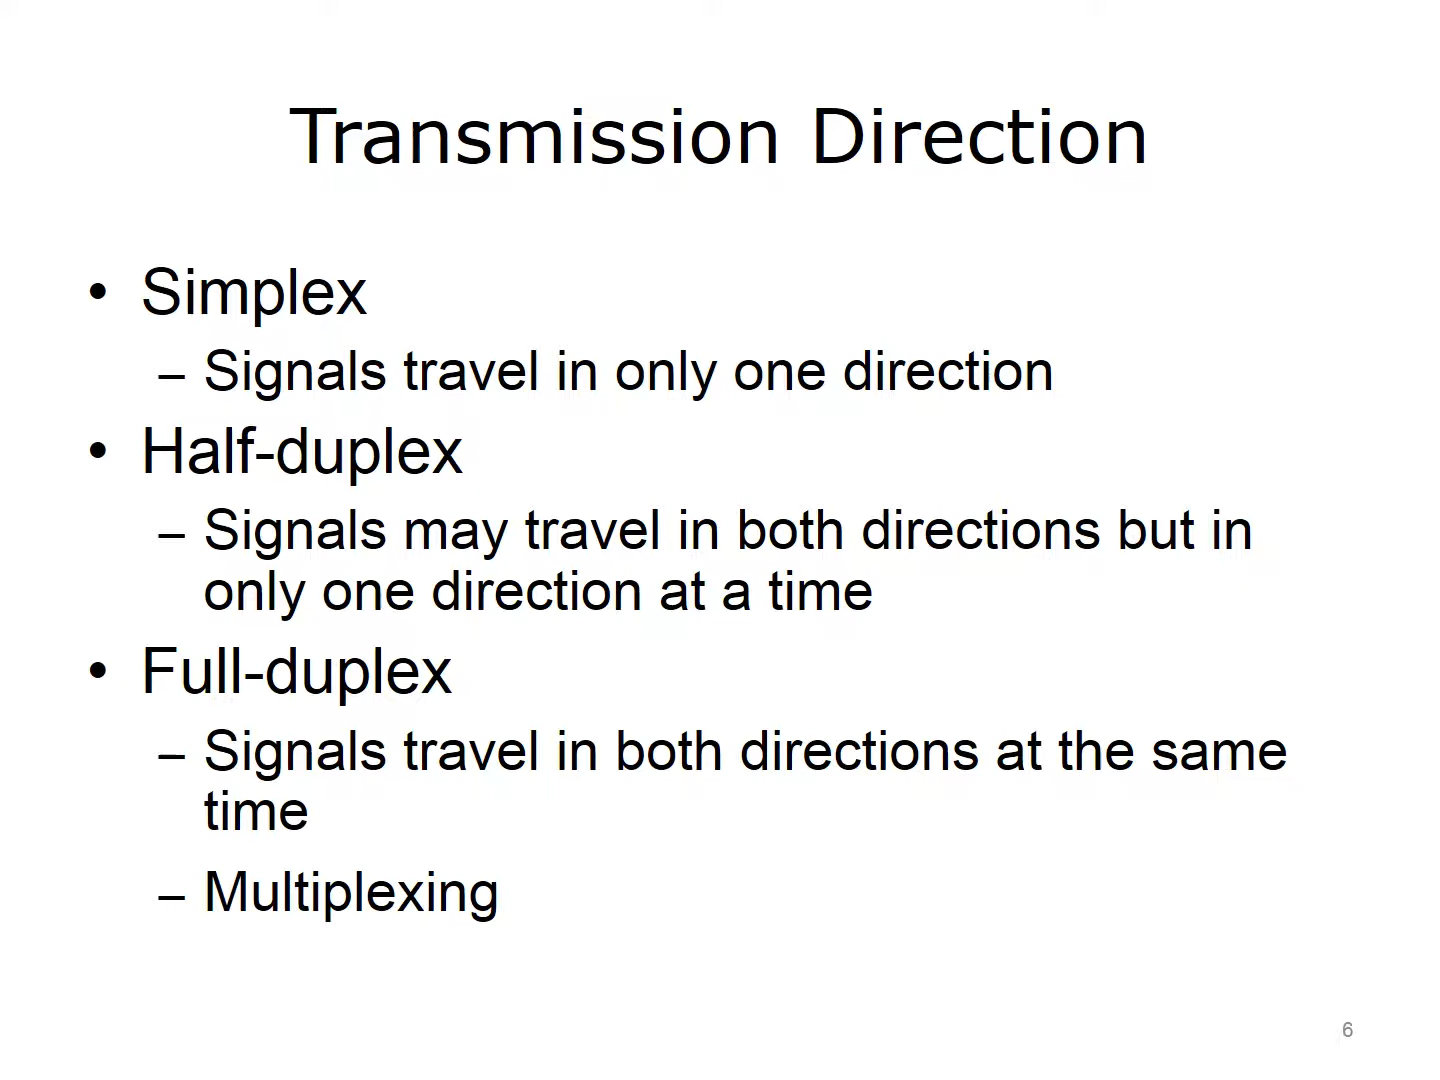 Transmission Direction
• Simplex
– Signals travel in only one direction
• Half-duplex
– Signals may travel in both directions but in
only one direction at a time
• Full-duplex
– Signals travel in both directions at the same
time
– Multiplexing
6